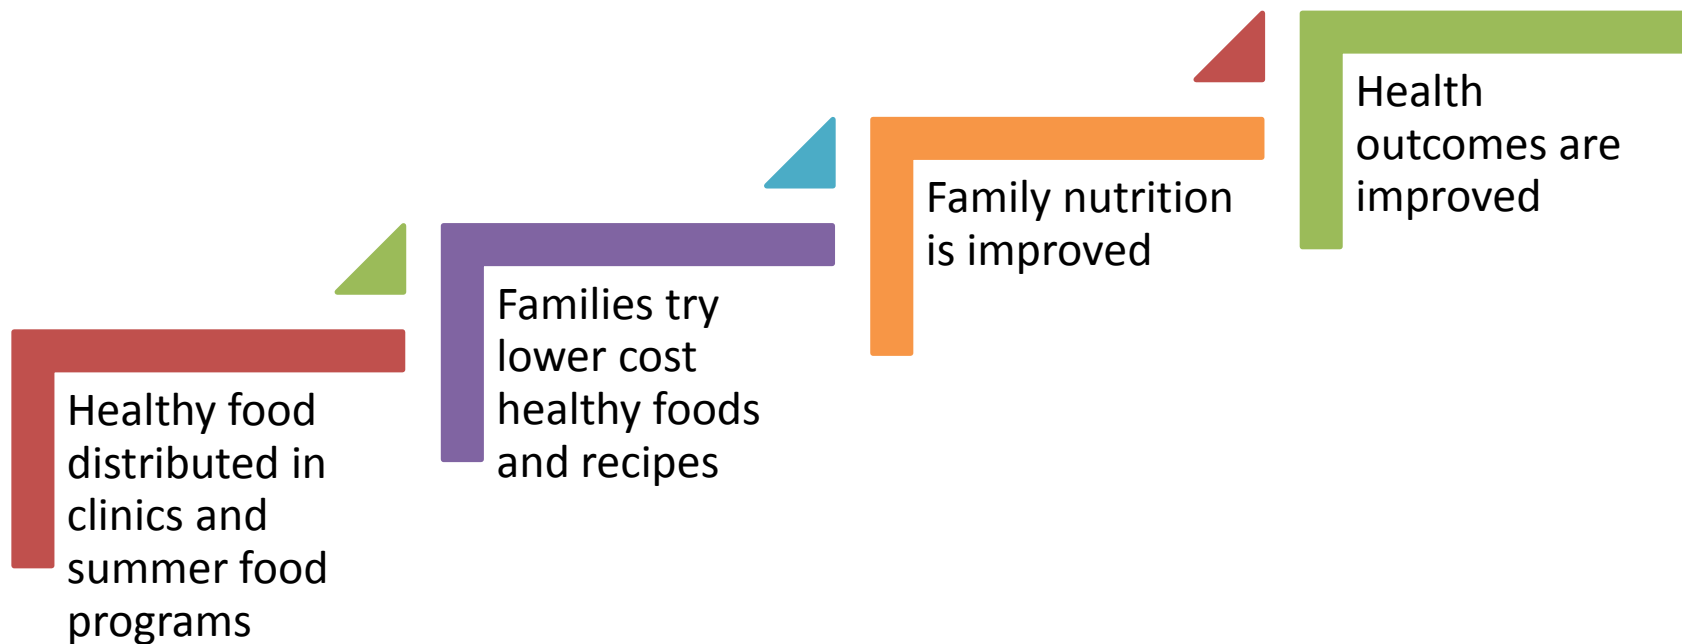 Healthy food
distributed in
clinics and
summer food
programs
Families try
lower cost
healthy foods
and recipes
Family nutrition
is improved
Health
outcomes are
improved